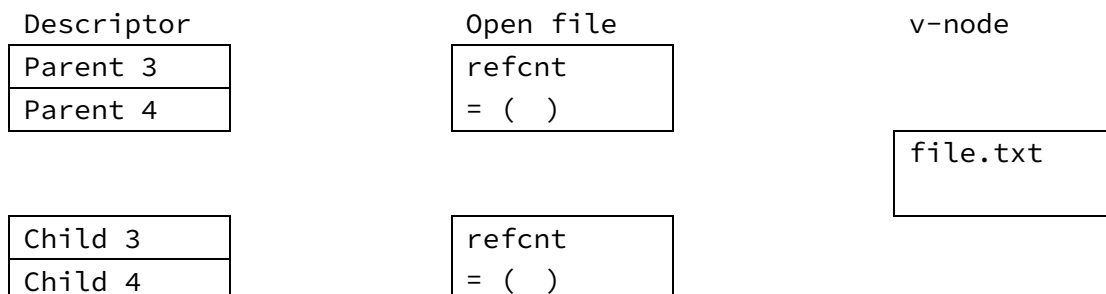 Descriptor Open file v-node
Parent 3 refcnt
Parent 4 = ( )
file.txt
Child 3 refcnt
Child 4 = ( )